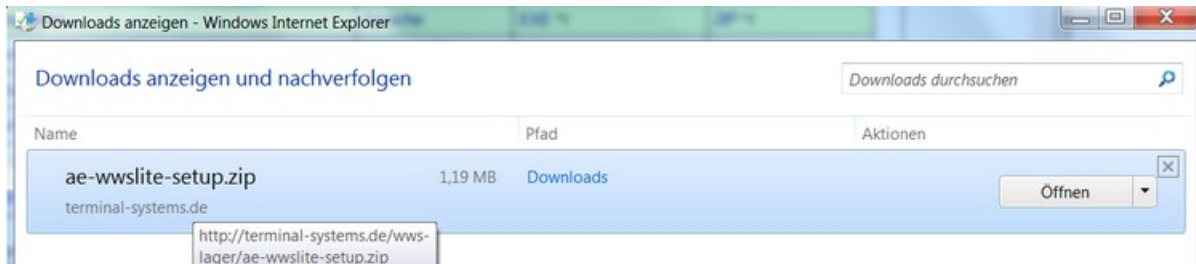 Downloads anzeigen - Windows Internet Explorer
Downloads anzeigen und nachverfolgen
Downloads durchsuchen
Name Pfad Aktionen
ae-wwslite-setup.zip 1,19 MB Downloads
Öffnen
terminal-systems.de
http://terminal-systems.de/wws-
lager/ae-wwslite-setup.zip